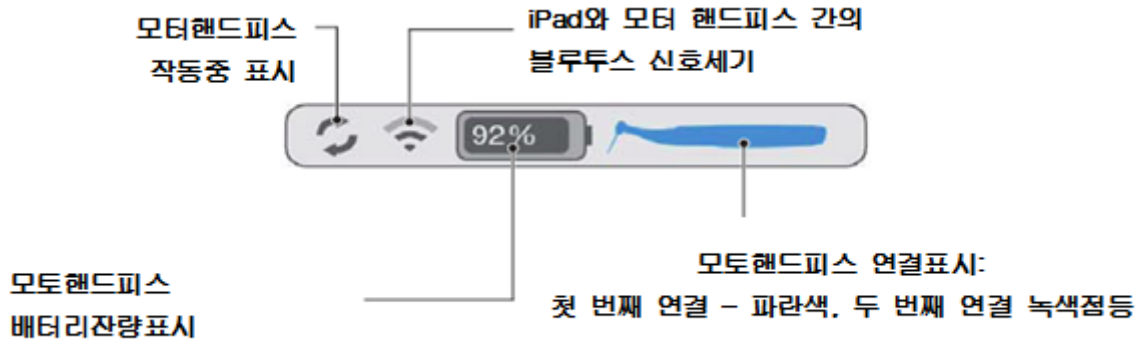 모터핸드피스
작동중 표시
iPad와 모터 핸드피스 간의
블루투스 신호세기
92%
모토핸드피스
배터리잔량표시
모토핸드피스 연결표시:
첫 번째 연결 – 파란색, 두 번째 연결 녹색점등